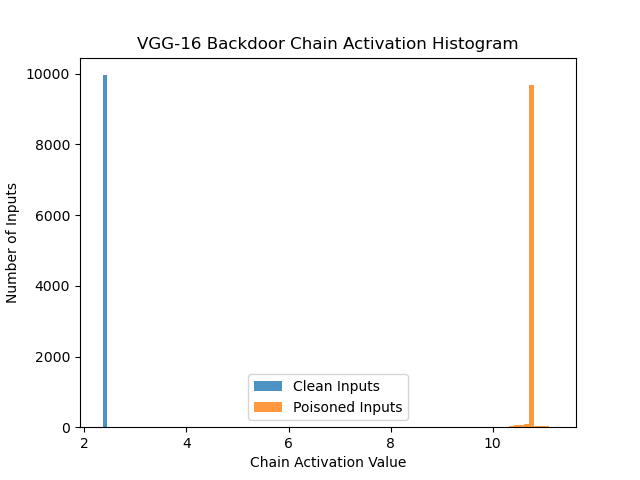 VGG-16 Backdoor Chain Activation Histogram
10000
8000
6000
4000
2000
0
Number of Inputs
Clean Inputs
Poisoned Inputs
2 4 6 8 10
Chain Activation Value